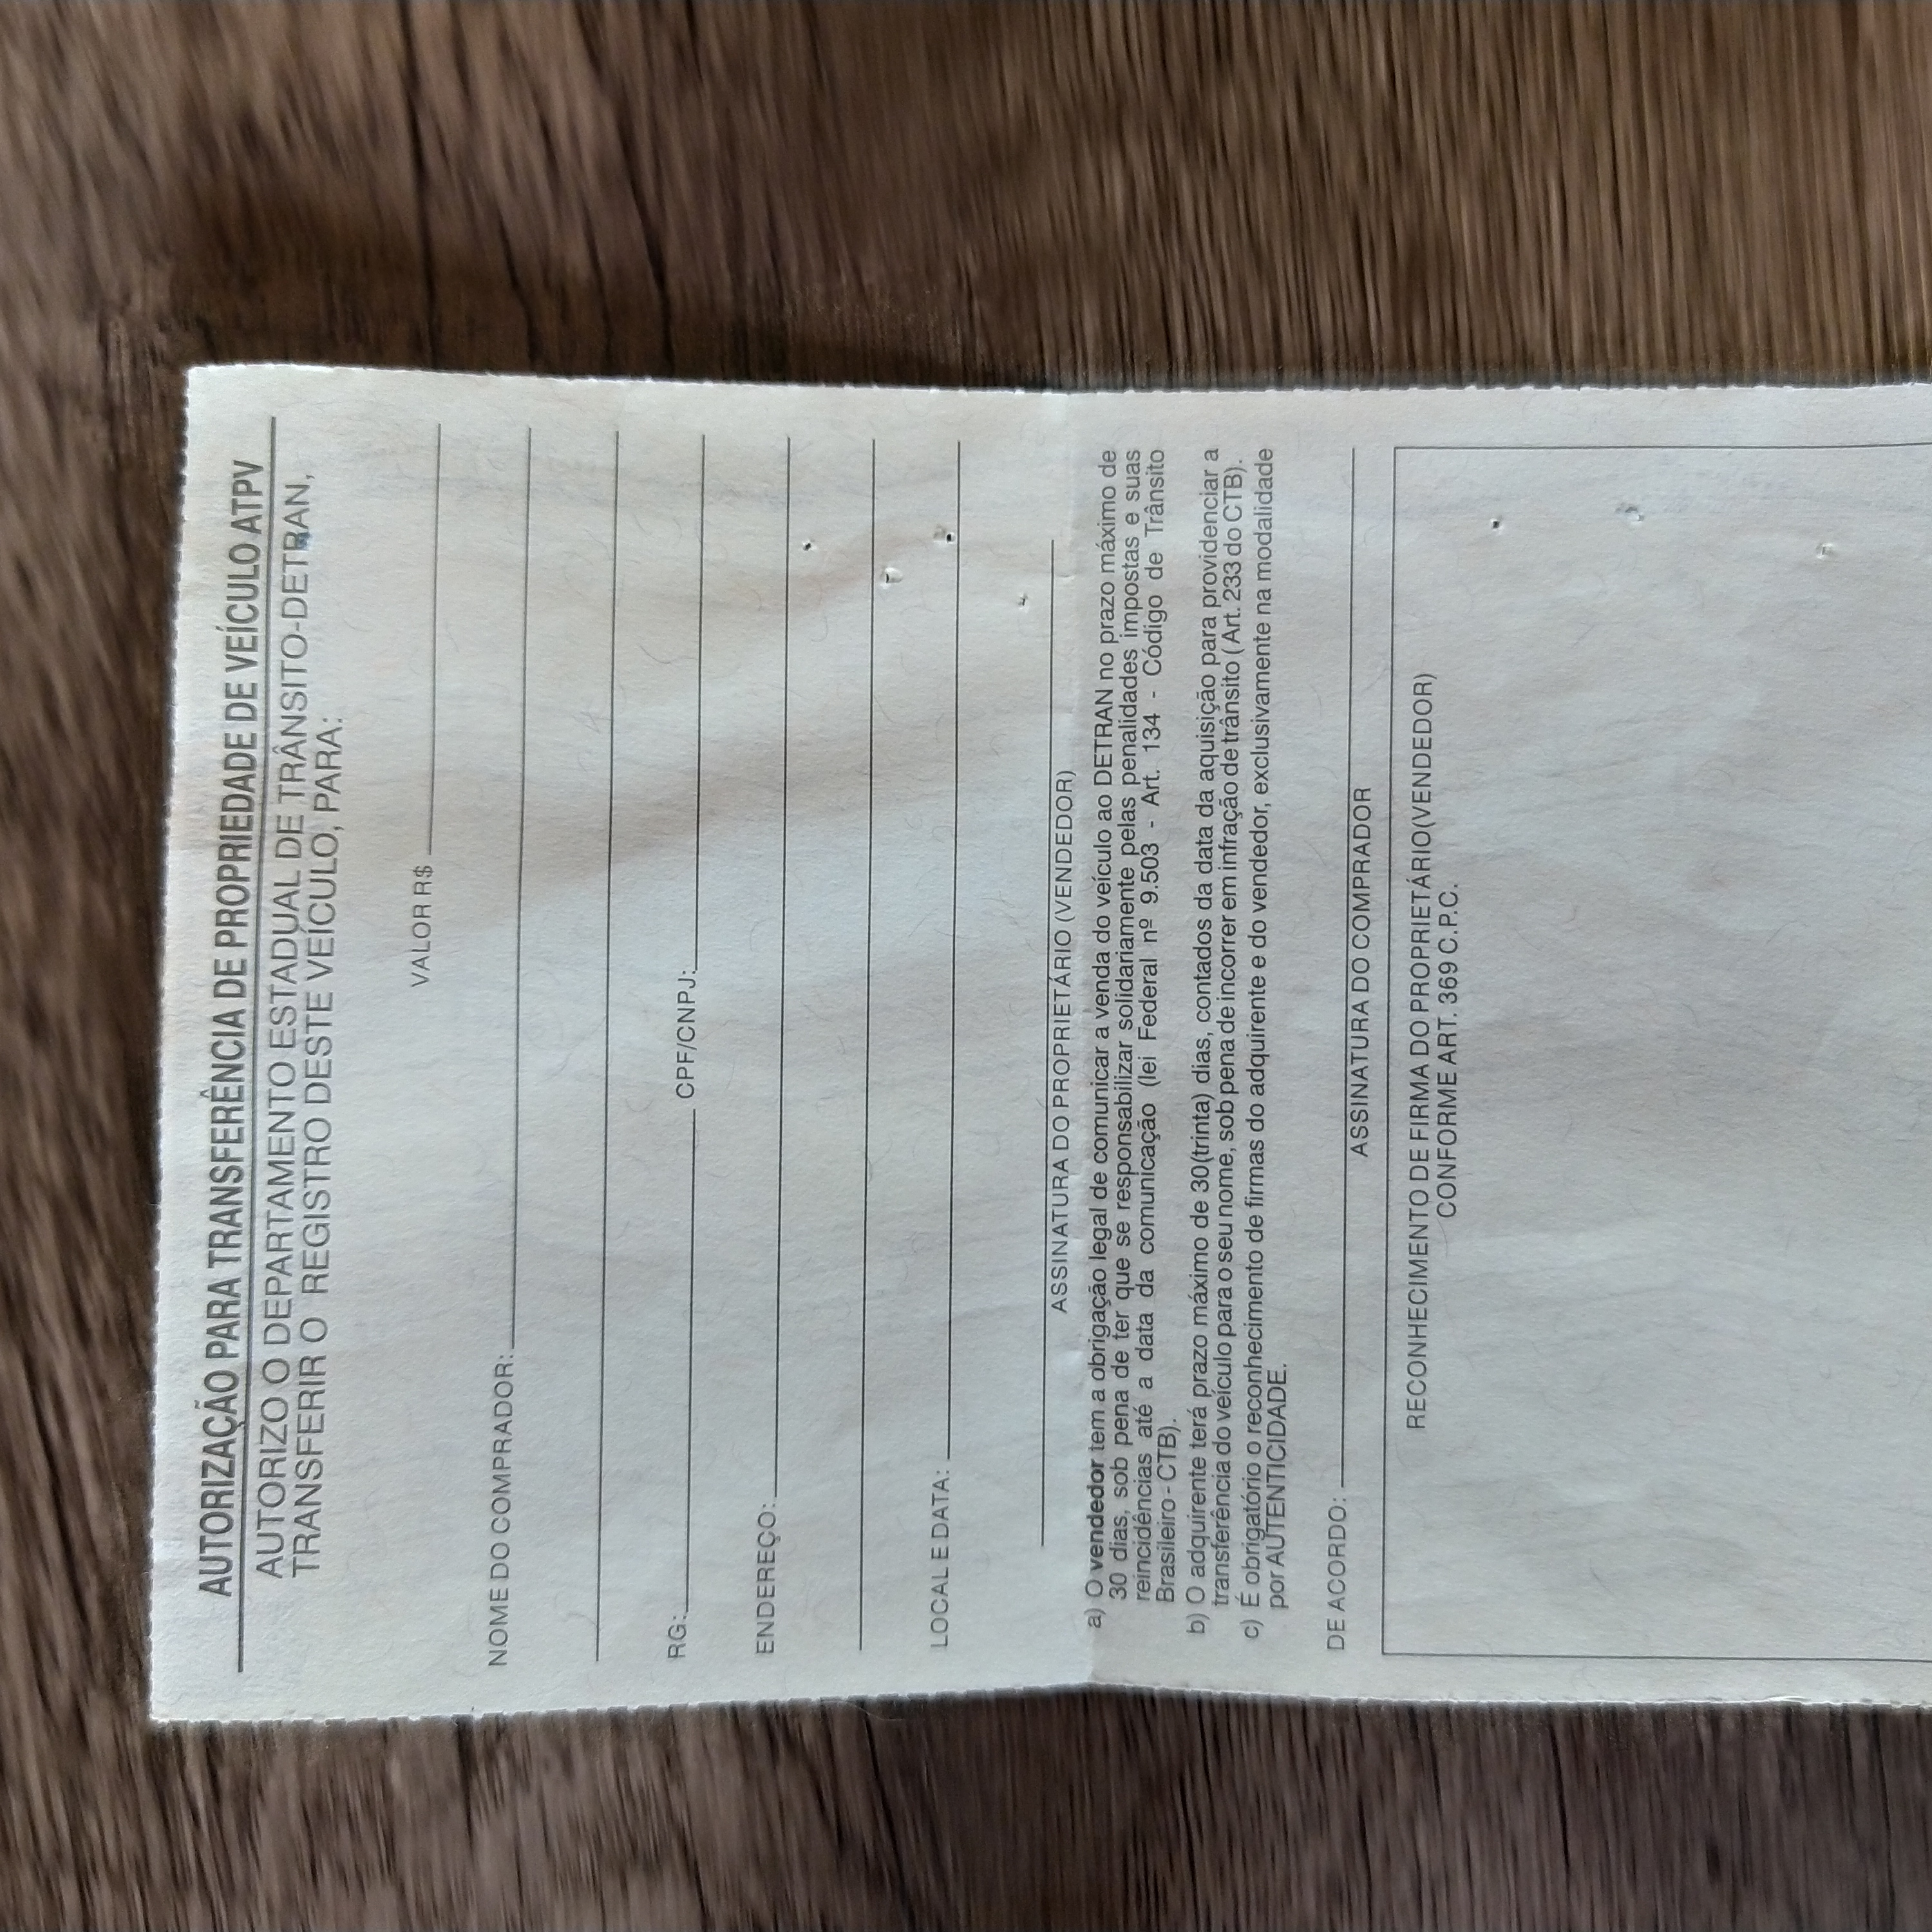 AUTORIZAÇÃO PARA TRANSFERÊNCIA DE PROPRIEDADE DE VEÍCULO ATPV
AUTORIZO O DEPARTAMENTO ESTADUAL DE TRÂNSITO-DETRAN,
TRANSFERIR O REGISTRO DESTE VEÍCULO, PARA:
VALOR R$
NOME DO COMPRADOR:
RG: CPF/CNPJ:
ENDEREÇO:
LOCAL E DATA:
ASSINATURA DO PROPRIETÁRIO (VENDEDOR)
a) O vendedor tem a obrigação legal de comunicar a venda do veículo ao DETRAN no prazo máximo de
30 dias, sob pena de ter que se responsabilizar solidariamente pelas penalidades impostas e suas
reincidências até a data da comunicação (lei Federal nº 9.503 - Art. 134 - Código de Trânsito
Brasileiro - CTB).
b) O adquirente terá prazo máximo de 30(trinta) dias, contados da data da aquisição para providenciar a
transferência do veículo para o seu nome, sob pena de incorrer em infração de trânsito ( Art. 233 do CTB).
c) É obrigatório o reconhecimento de firmas do adquirente e do vendedor, exclusivamente na modalidade
por AUTENTICIDADE.
DE ACORDO:
ASSINATURA DO COMPRADOR
RECONHECIMENTO DE FIRMA DO PROPRIETÁRIO(VENDEDOR)
CONFORME ART. 369 C.P.C.